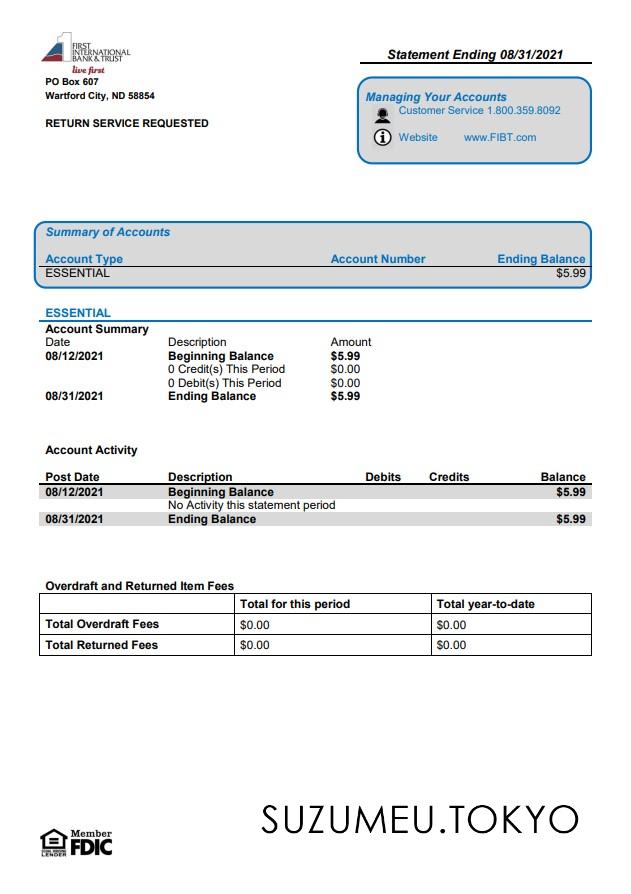 FIRST
INTERNATIONAL
BANK & TRUST
live first
PO Box 607
Wartford City, ND 58854
RETURN SERVICE REQUESTED
Statement Ending 08/31/2021
Managing Your Accounts
Customer Service 1.800.359.8092
Website www.FIBT.com
Summary of Accounts
Account Type Account Number Ending Balance
ESSENTIAL $5.99
ESSENTIAL
Account Summary
Date Description Amount
08/12/2021 Beginning Balance $5.99
0 Credit(s) This Period $0.00
0 Debit(s) This Period $0.00
08/31/2021 Ending Balance $5.99
Account Activity
Post Date Description Debits Credits Balance
08/12/2021 Beginning Balance $5.99
No Activity this statement period
08/31/2021 Ending Balance $5.99
Overdraft and Returned Item Fees
Total for this period Total year-to-date
Total Overdraft Fees $0.00 $0.00
Total Returned Fees $0.00 $0.00
SUZUMEU.TOKYO
Member
FDIC
EQUAL HOUSING
LENDER